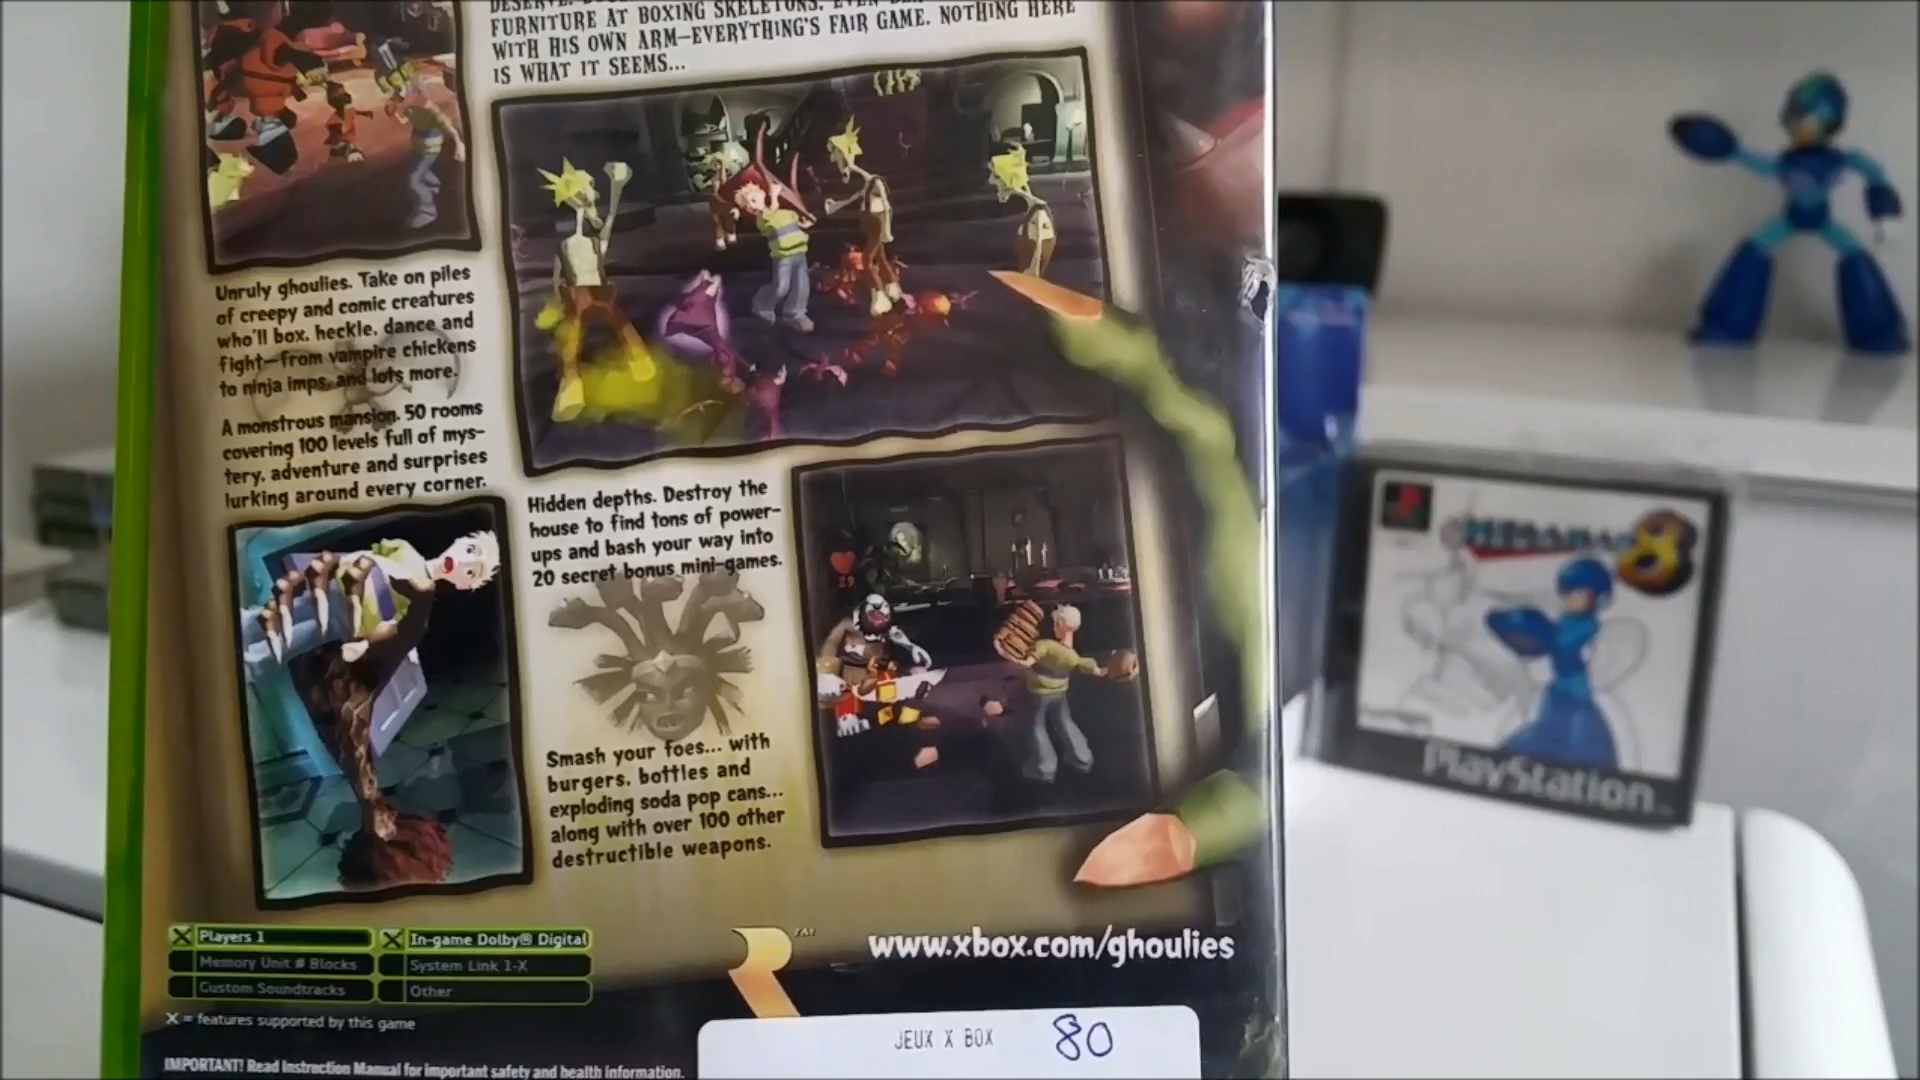 FURNITURE AT BOXING SKELETONS, EVEN
WITH HIS OWN ARM—EVERYTHING'S FAIR GAME. NOTHING HERE
IS WHAT IT SEEMS...
Unruly ghoulies. Take on piles
of creepy and comic creatures
who'll box, heckle, dance and
fight—from vampire chickens
to ninja imps, and lots more.
A monstrous mansion. 50 rooms
covering 100 levels full of mys-
tery, adventure and surprises
lurking around every corner.
Hidden depths. Destroy the
house to find tons of power-
ups and bash your way into
20 secret bonus mini-games.
29
Smash your foes... with
burgers, bottles and
exploding soda pop cans...
along with over 100 other
destructible weapons.
X Players 1
X In-game Dolby® Digital
Memory Unit # Blocks
System Link 1-X
Custom Soundtracks
Other
X = features supported by this game
™
www.xbox.com/ghoulies
JEUX X BOX 80
IMPORTANT! Read Instruction Manual for important safety and health information.
MEGAMAN 8
PlayStation